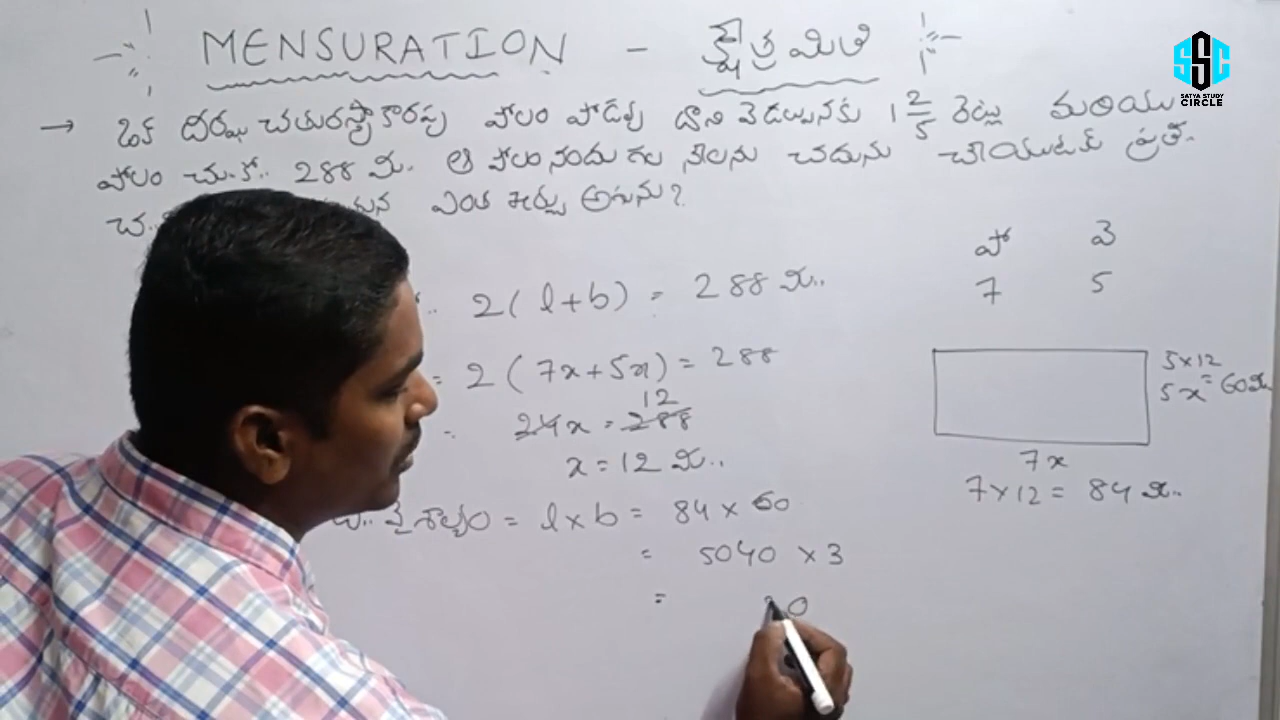 MENSURATION - క్షేత్రమితి
SSC
SATYA STUDY
CIRCLE
→ ఒక దీర్ఘ చతురస్రాకారపు పొలం పొడవు దాని వెడల్పునకు 1 2/5 రెట్లు మరియు
పొలం చు.కో.. 288 మీ. ఆ పొలం నందు గల నేలను చదును చేయుటకు ప్రతి.
చ.. ఎంత ఖర్చు అగును?
పొ వె
7 5
.. 2(l+b) = 288 మీ..
= 2(7x+5x) = 288
12
24x = 288
x = 12 మీ..
5×12
5x = 60మీ
7x
7×12 = 84 మీ..
వైశాల్యం = l×b = 84 × 60
= 5040 × 3
= 20